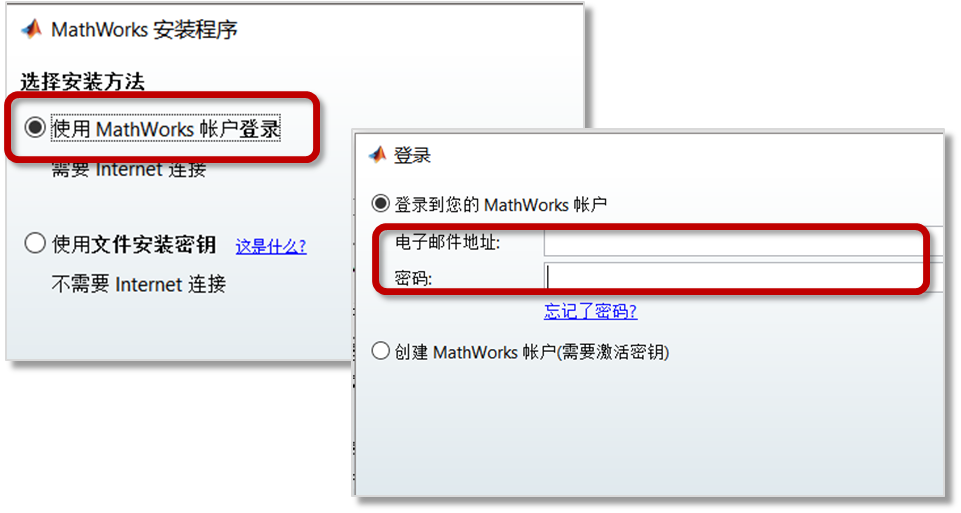 MathWorks 安装程序
选择安装方法
使用 MathWorks 帐户登录
需要 Internet 连接
使用文件安装密钥 这是什么?
不需要 Internet 连接
登录
登录到您的 MathWorks 帐户
电子邮件地址:
密码:
忘记了密码?
创建 MathWorks 帐户(需要激活密钥)